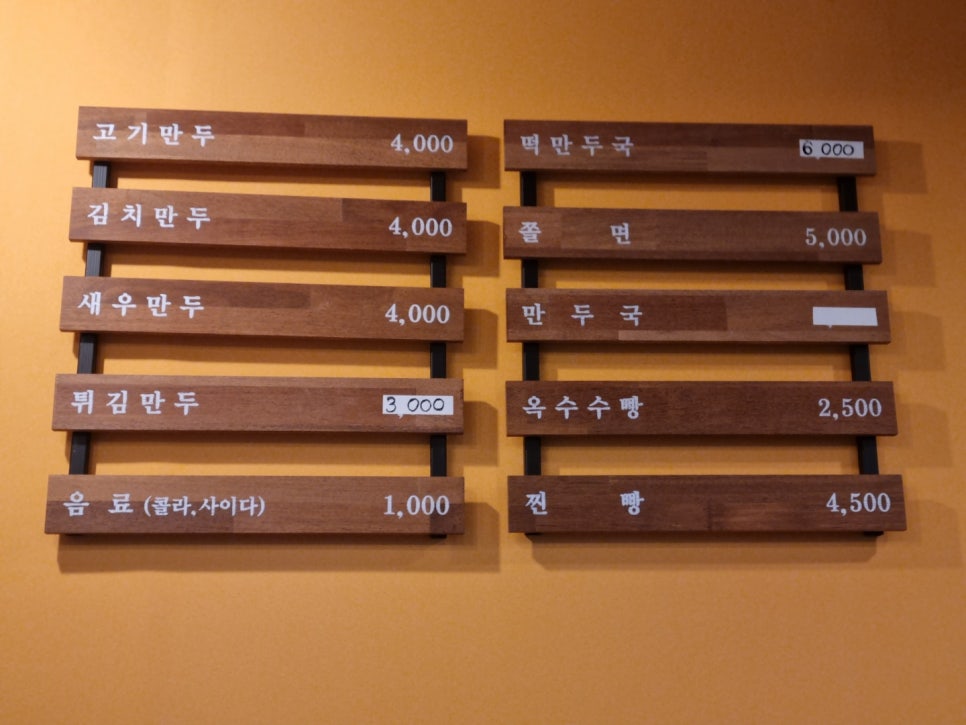 고기만두 4,000
김치만두 4,000
새우만두 4,000
튀김만두 3,000
음료 (콜라,사이다) 1,000
떡만두국 6 000
쫄면 5,000
만두국
옥수수빵 2,500
찐빵 4,500